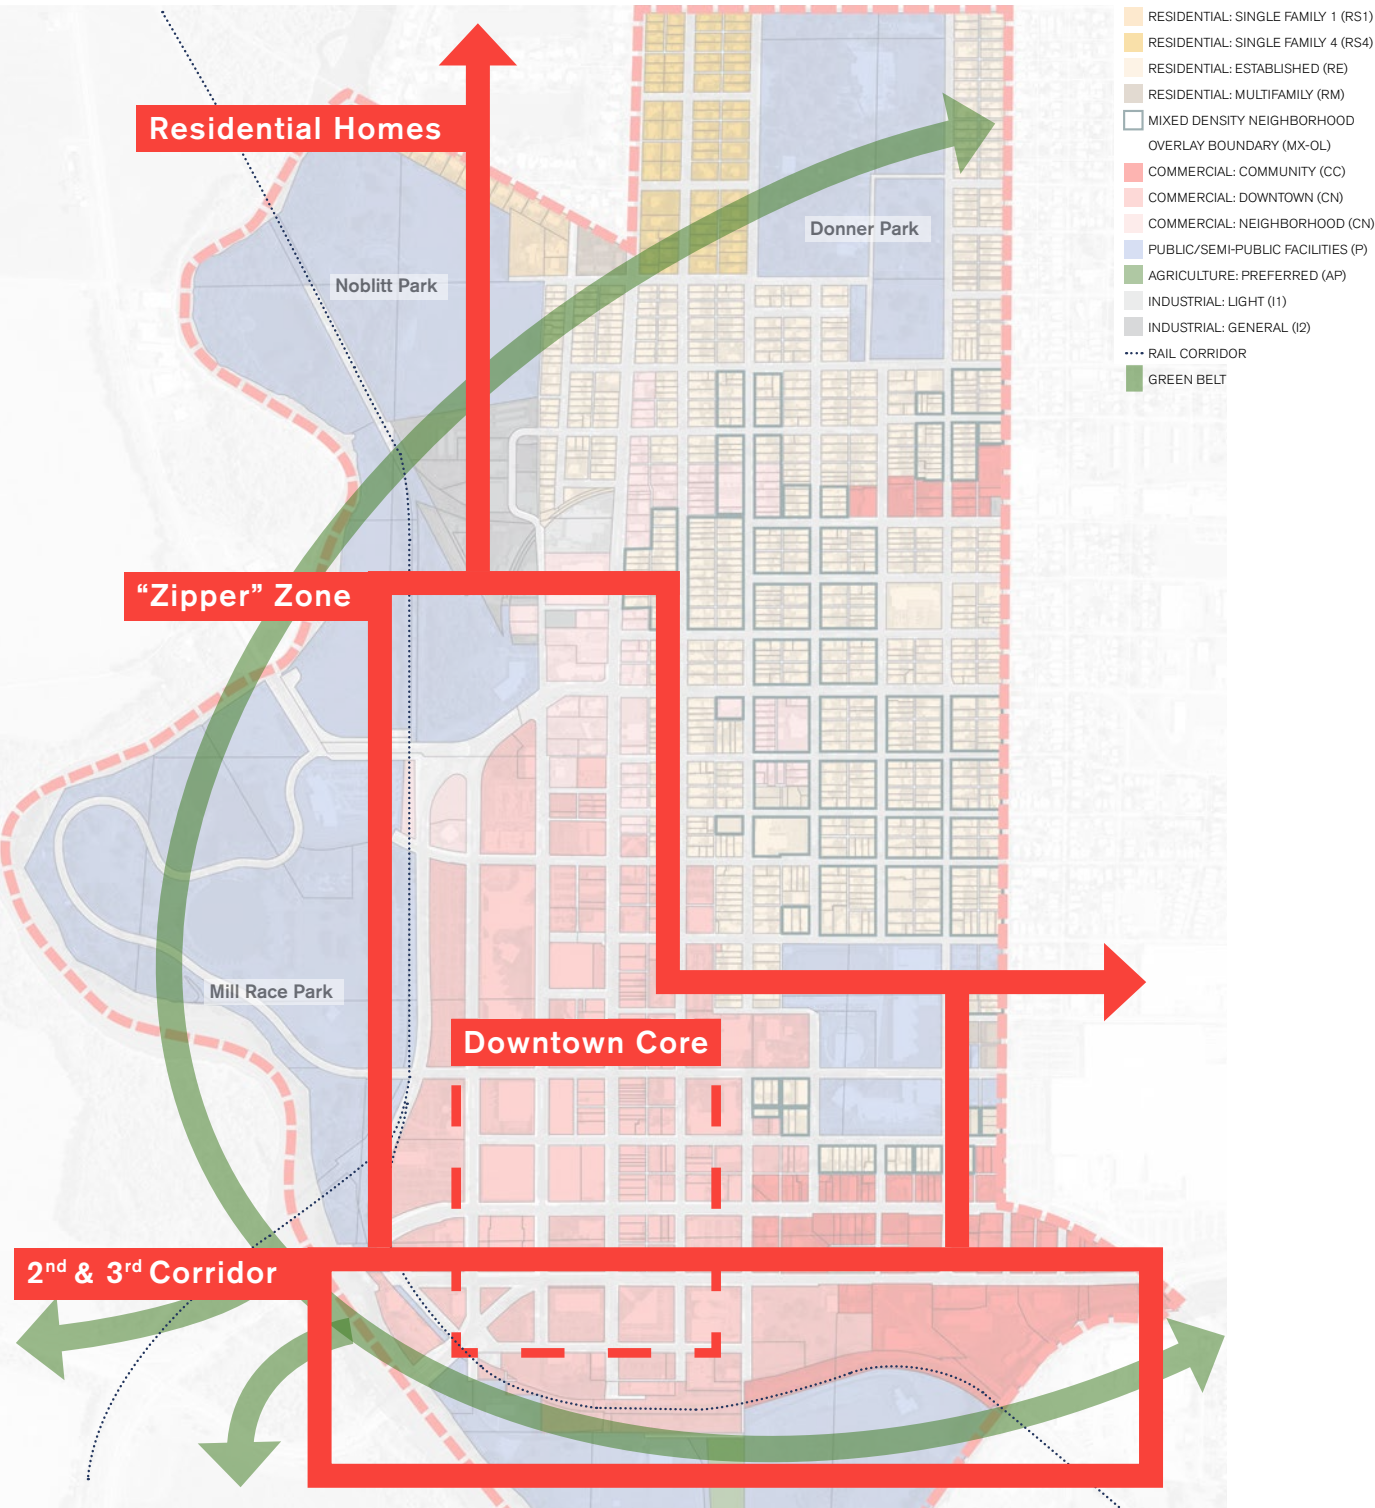 RESIDENTIAL: SINGLE FAMILY 1 (RS1)
RESIDENTIAL: SINGLE FAMILY 4 (RS4)
RESIDENTIAL: ESTABLISHED (RE)
RESIDENTIAL: MULTIFAMILY (RM)
MIXED DENSITY NEIGHBORHOOD
OVERLAY BOUNDARY (MX-OL)
COMMERCIAL: COMMUNITY (CC)
COMMERCIAL: DOWNTOWN (CN)
COMMERCIAL: NEIGHBORHOOD (CN)
PUBLIC/SEMI-PUBLIC FACILITIES (P)
AGRICULTURE: PREFERRED (AP)
INDUSTRIAL: LIGHT (I1)
INDUSTRIAL: GENERAL (I2)
RAIL CORRIDOR
GREEN BELT
Residential Homes
Donner Park
Noblitt Park
“Zipper” Zone
Mill Race Park
Downtown Core
2nd & 3rd Corridor